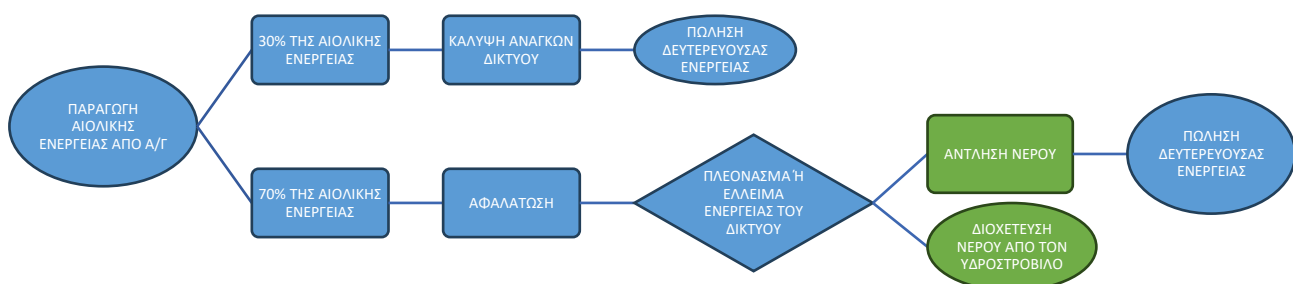 ΠΑΡΑΓΩΓΗ
ΑΙΟΛΙΚΗΣ
ΕΝΕΡΓΕΙΑΣ ΑΠΟ Α/Γ
30% ΤΗΣ ΑΙΟΛΙΚΗΣ
ΕΝΕΡΓΕΙΑΣ
ΚΑΛΥΨΗ ΑΝΑΓΚΩΝ
ΔΙΚΤΥΟΥ
ΠΩΛΗΣΗ
ΔΕΥΤΕΡΕΥΟΥΣΑΣ
ΕΝΕΡΓΕΙΑΣ
70% ΤΗΣ ΑΙΟΛΙΚΗΣ
ΕΝΕΡΓΕΙΑΣ
ΑΦΑΛΑΤΩΣΗ
ΠΛΕΟΝΑΣΜΑ Ή
ΕΛΛΕΙΜΑ
ΕΝΕΡΓΕΙΑΣ ΤΟΥ
ΔΙΚΤΥΟΥ
ΑΝΤΛΗΣΗ ΝΕΡΟΥ
ΠΩΛΗΣΗ
ΔΕΥΤΕΡΕΥΟΥΣΑΣ
ΕΝΕΡΓΕΙΑΣ
ΔΙΟΧΕΤΕΥΣΗ
ΝΕΡΟΥ ΑΠΟ ΤΟΝ
ΥΔΡΟΣΤΡΟΒΙΛΟ